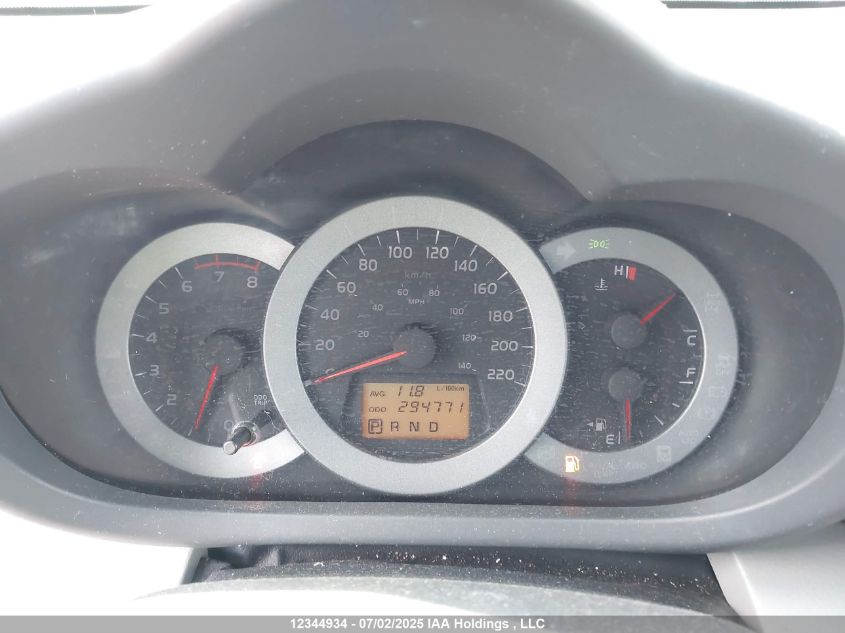 100 120
80 140
km/h
60 160
60 80
MPH
40 180
40 100
20 200
20 120
220
140
8
7
6
5
4
3
2
ODO
TRIP
AVG. 11.8 L/100km
ODO 294771
P R N D
H
C
F
E
12344934 - 07/02/2025 IAA Holdings , LLC